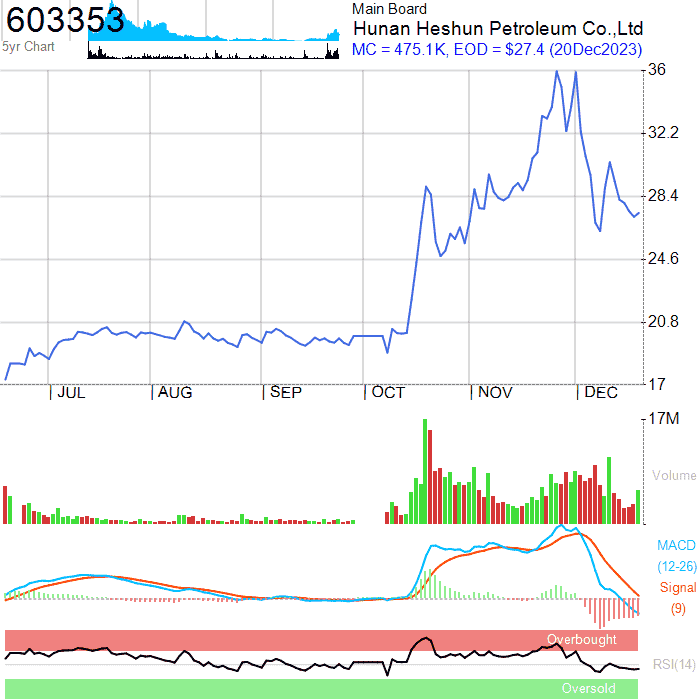 603353
5yr Chart
Main Board
Hunan Heshun Petroleum Co.,Ltd
MC = 475.1K, EOD = $27.4 (20Dec2023)
36
32.2
28.4
24.6
20.8
17
| JUL | AUG | SEP | OCT | NOV | DEC
17M
Volume
MACD
(12-26)
Signal
(9)
Overbought
RSI(14)
Oversold